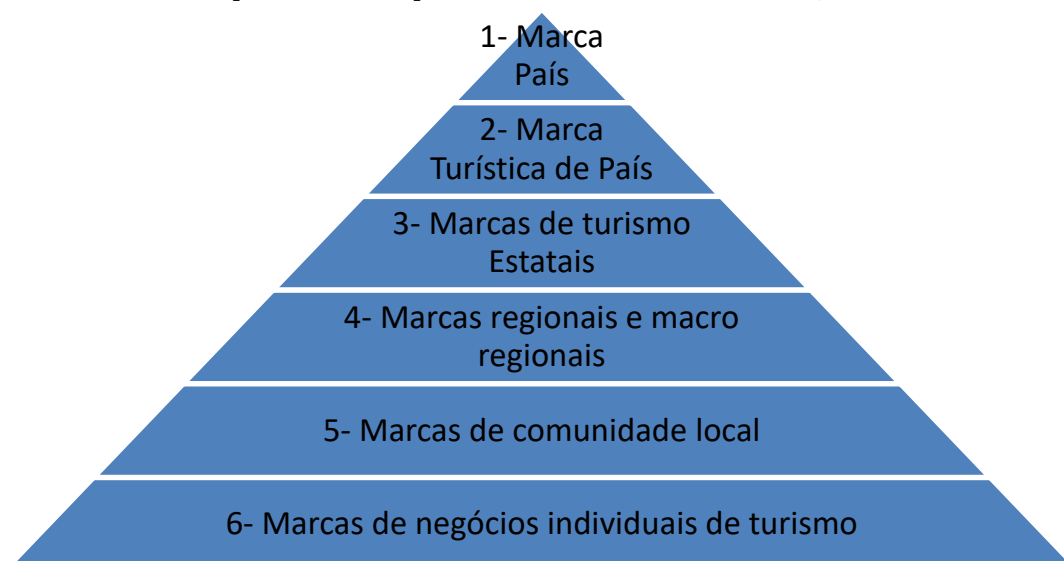 1- Marca
País
2- Marca
Turística de País
3- Marcas de turismo
Estatais
4- Marcas regionais e macro
regionais
5- Marcas de comunidade local
6- Marcas de negócios individuais de turismo